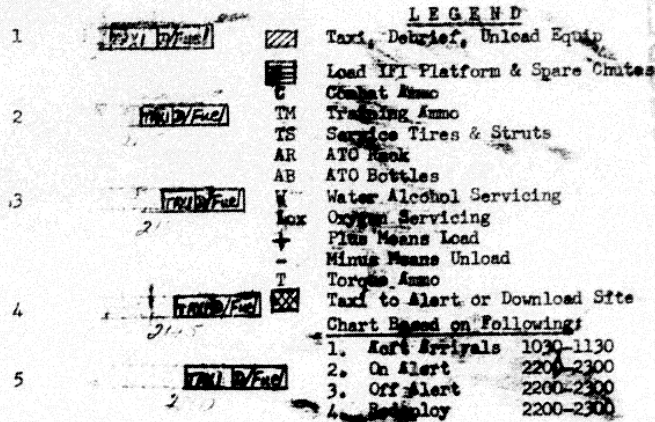 LEGEND
1 TAXI D/Fuel Taxi, Debrief, Unload Equip
Load IFI Platform & Spare Chutes
C Combat Ammo
2 TAXI D/Fuel TM Training Ammo
TS Service Tires & Struts
AR ATO Rack
AB ATO Bottles
3 TAXI D/Fuel W Water Alcohol Servicing
Lox Oxygen Servicing
+ Plus Means Load
- Minus Means Unload
T Torque Ammo
4 TAXI D/Fuel Taxi to Alert or Download Site
Chart Based on Following:
1. Acft Arrivals 1030-1130
2. On Alert 2200-2300
5 TAXI D/Fuel 3. Off Alert 2200-2300
4. Redeploy 2200-2300